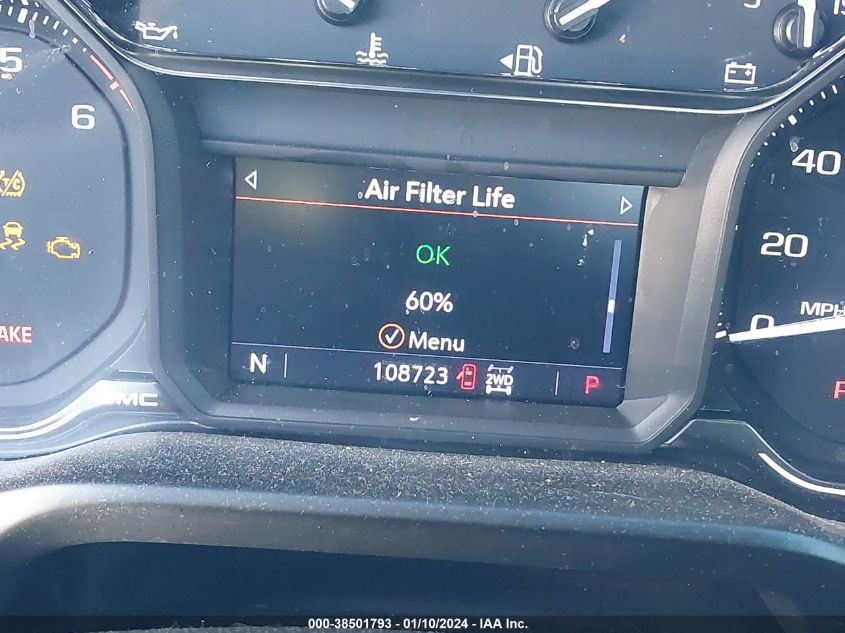 5
6
T/C
AKE
GMC
Air Filter Life
OK
60%
Menu
N
108723
2WD
P
40
20
0
MPH
000-38501793 - 01/10/2024 - IAA Inc.